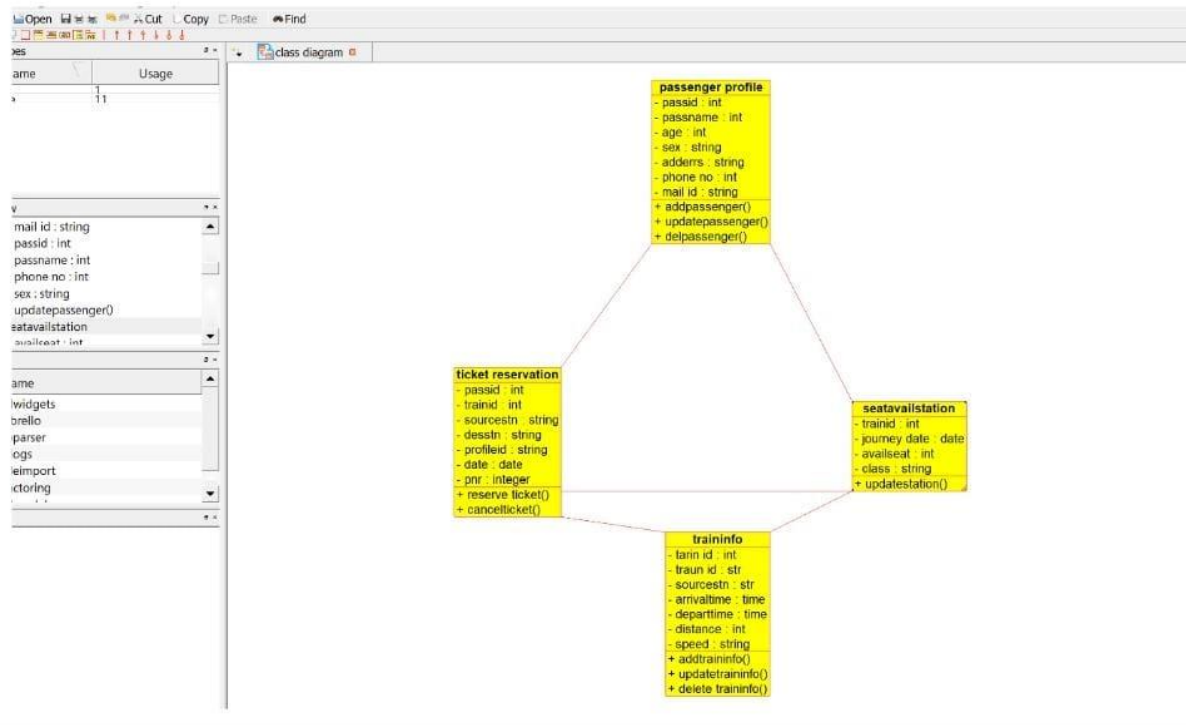 Open Cut Copy Paste Find
class diagram
Usage
1
11
mail id : string
passid : int
passname : int
phone no : int
sex : string
updatepassenger()
availseat : int
passenger profile
- passid : int
- passname : int
- age : int
- sex : string
- adderrs : string
- phone no : int
- mail id : string
+ addpassenger()
+ updatepassenger()
+ delpassenger()
ticket reservation
- passid : int
- trainid : int
- sourcestn : string
- desstn : string
- profileid : string
- date : date
- pnr : integer
+ reserve ticket()
+ cancelticket()
seatavailstation
- trainid : int
- journey date : date
- availseat : int
- class : string
+ updatestation()
traininfo
- tarin id : int
- traun id : str
- sourcestn : str
- arrivaltime : time
- departtime : time
- distance : int
- speed : string
+ addtraininfo()
+ updatetraininfo()
+ delete traininfo()